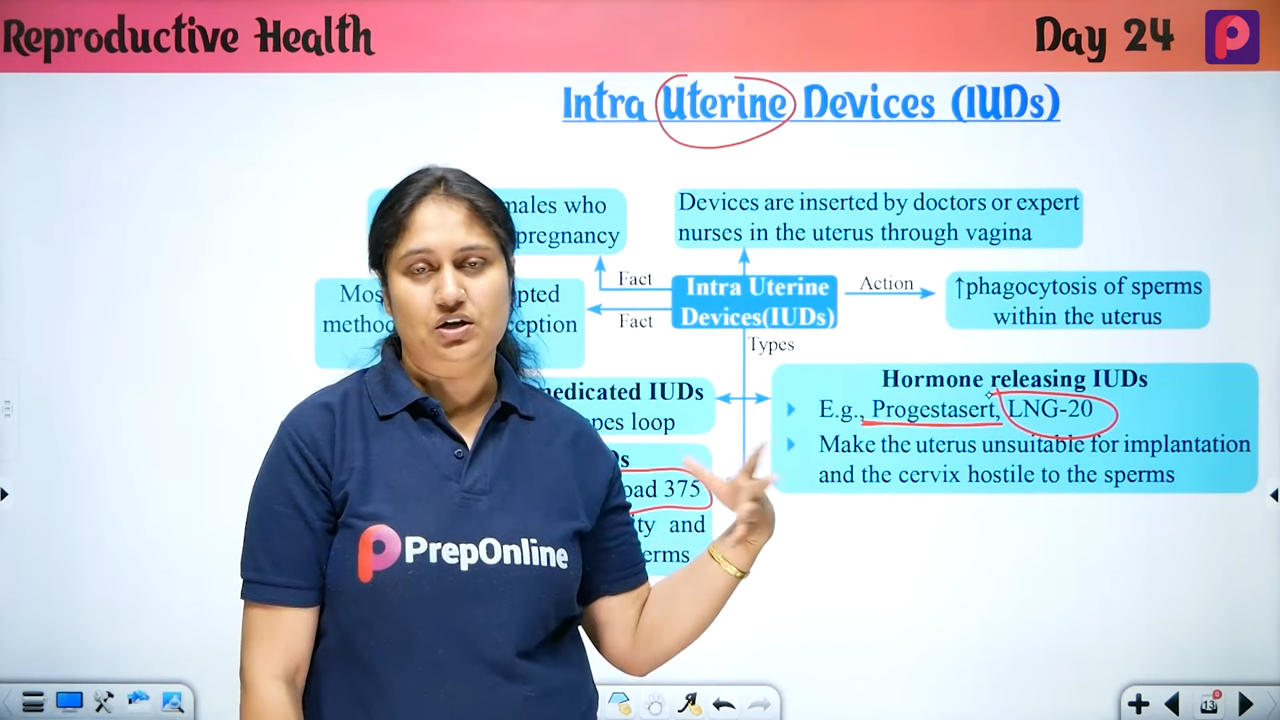 Reproductive Health
Day 24
Intra Uterine Devices (IUDs)
who
pregnancy
Devices are inserted by doctors or expert
nurses in the uterus through vagina
Fact
Fact
Intra Uterine
Devices(IUDs)
Action
↑phagocytosis of sperms
within the uterus
Types
IUDs
loop
375
and
Hormone releasing IUDs
E.g., Progestasert, LNG-20
Make the uterus unsuitable for implantation
and the cervix hostile to the sperms
PrepOnline
13